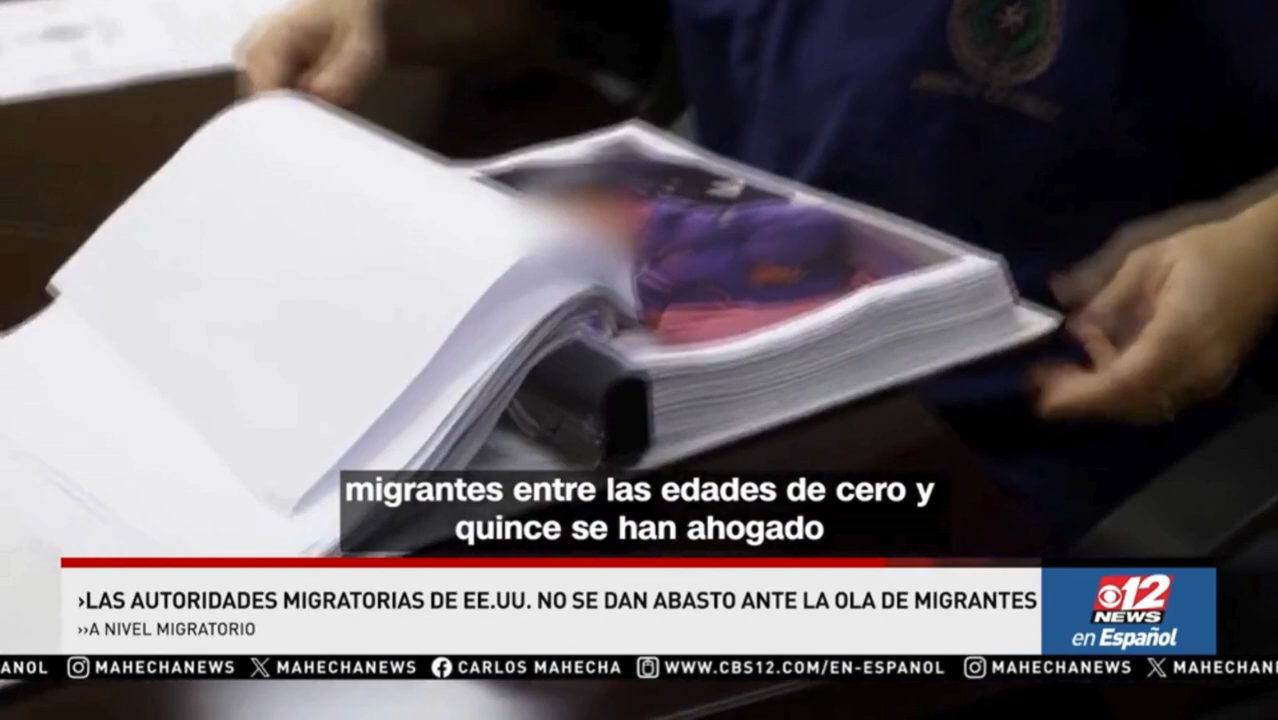 migrantes entre las edades de cero y
quince se han ahogado
›LAS AUTORIDADES MIGRATORIAS DE EE.UU. NO SE DAN ABASTO ANTE LA OLA DE MIGRANTES
››A NIVEL MIGRATORIO
12
NEWS
en Español
ANOL MAHECHANEWS MAHECHANEWS CARLOS MAHECHA WWW.CBS12.COM/EN-ESPANOL MAHECHANEWS MAHECHAN